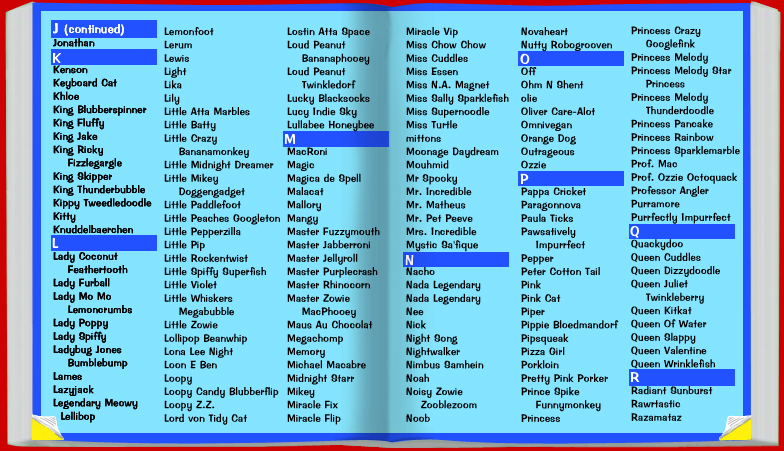 J (continued)
Jonathan
K
Kenson
Keyboard Cat
Khloe
King Blubberspinner
King Fluffy
King Jake
King Ricky
Fizzlegargle
King Skipper
King Thunderbubble
Kippy Tweedledoodle
Kitty
Knuddelbaerchen
L
Lady Coconut
Feathertooth
Lady Furball
Lady Mo Mo
Lemoncrumbs
Lady Poppy
Lady Spiffy
Ladybug Jones
Bumblebump
Lames
Lazyjack
Legendary Meowy
Lellibop
Lemonfoot
Lerum
Lewis
Light
Lika
Lily
Little Atta Marbles
Little Batty
Little Crazy
Bananamonkey
Little Midnight Dreamer
Little Mikey
Doggengadget
Little Paddlefoot
Little Peaches Googleton
Little Pepperzilla
Little Pip
Little Rockentwist
Little Spiffy Superfish
Little Violet
Little Whiskers
Megabubble
Little Zowie
Lollipop Beanwhip
Lona Lee Night
Loon E Ben
Loopy
Loopy Candy Blubberflip
Loopy Z.Z.
Lord von Tidy Cat
Lostin Atta Space
Loud Peanut
Bananaphooey
Loud Peanut
Twinkledorf
Lucky Blacksocks
Lucy Indie Sky
Lullabee Honeybee
M
MacRoni
Magic
Magica de Spell
Malacat
Mallory
Mangy
Master Fuzzymouth
Master Jabberroni
Master Jellyroll
Master Purplecrash
Master Rhinocorn
Master Zowie
MacPhooey
Maus Au Chocolat
Megachomp
Memory
Michael Macabre
Midnight Starr
Mikey
Miracle Fix
Miracle Flip
Miracle Vip
Miss Chow Chow
Miss Cuddles
Miss Essen
Miss N.A. Magnet
Miss Sally Sparklefish
Miss Supernoodle
Miss Turtle
mittons
Moonage Daydream
Mouhmid
Mr Spooky
Mr. Incredible
Mr. Matheus
Mr. Pet Peeve
Mrs. Incredible
Mystic Sa'fique
N
Nacho
Nada Legendary
Nada Legendary
Nee
Nick
Night Song
Nightwalker
Nimbus Samhein
Noah
Noisy Zowie
Zooblezoom
Noob
Novaheart
Nutty Robogrooven
O
Off
Ohm N Shent
olie
Oliver Care-Alot
Omnivegan
Orange Dog
Outrageous
Ozzie
P
Pappa Cricket
Paragonnova
Paula Ticks
Pawsatively
Impurrfect
Pepper
Peter Cotton Tail
Pink
Pink Cat
Piper
Pippie Bloedmandorf
Pipsqueak
Pizza Girl
Porkloin
Pretty Pink Porker
Prince Spike
Funnymonkey
Princess
Princess Crazy
Googlefink
Princess Melody
Princess Melody Star
Princess
Princess Melody
Thunderdoodle
Princess Pancake
Princess Rainbow
Princess Sparklemarble
Prof. Mac
Prof. Ozzie Octoquack
Professor Angler
Purramore
Purrfectly Impurrfect
Q
Quackydoo
Queen Cuddles
Queen Dizzydoodle
Queen Juliet
Twinkleberry
Queen Kitkat
Queen Of Water
Queen Slappy
Queen Valentine
Queen Wrinklefish
R
Radiant Sunburst
Rawrtastic
Razamataz